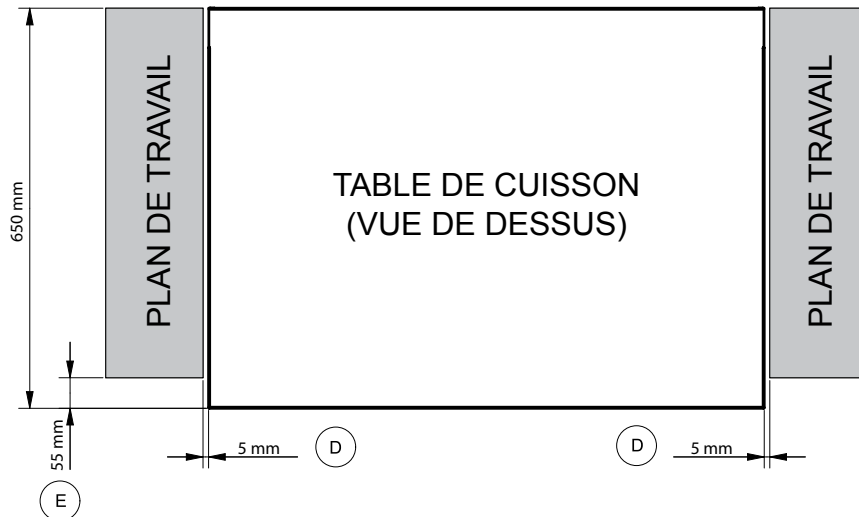 PLAN DE TRAVAIL
TABLE DE CUISSON
(VUE DE DESSUS)
PLAN DE TRAVAIL
650 mm
55 mm
5 mm
D
D
5 mm
E